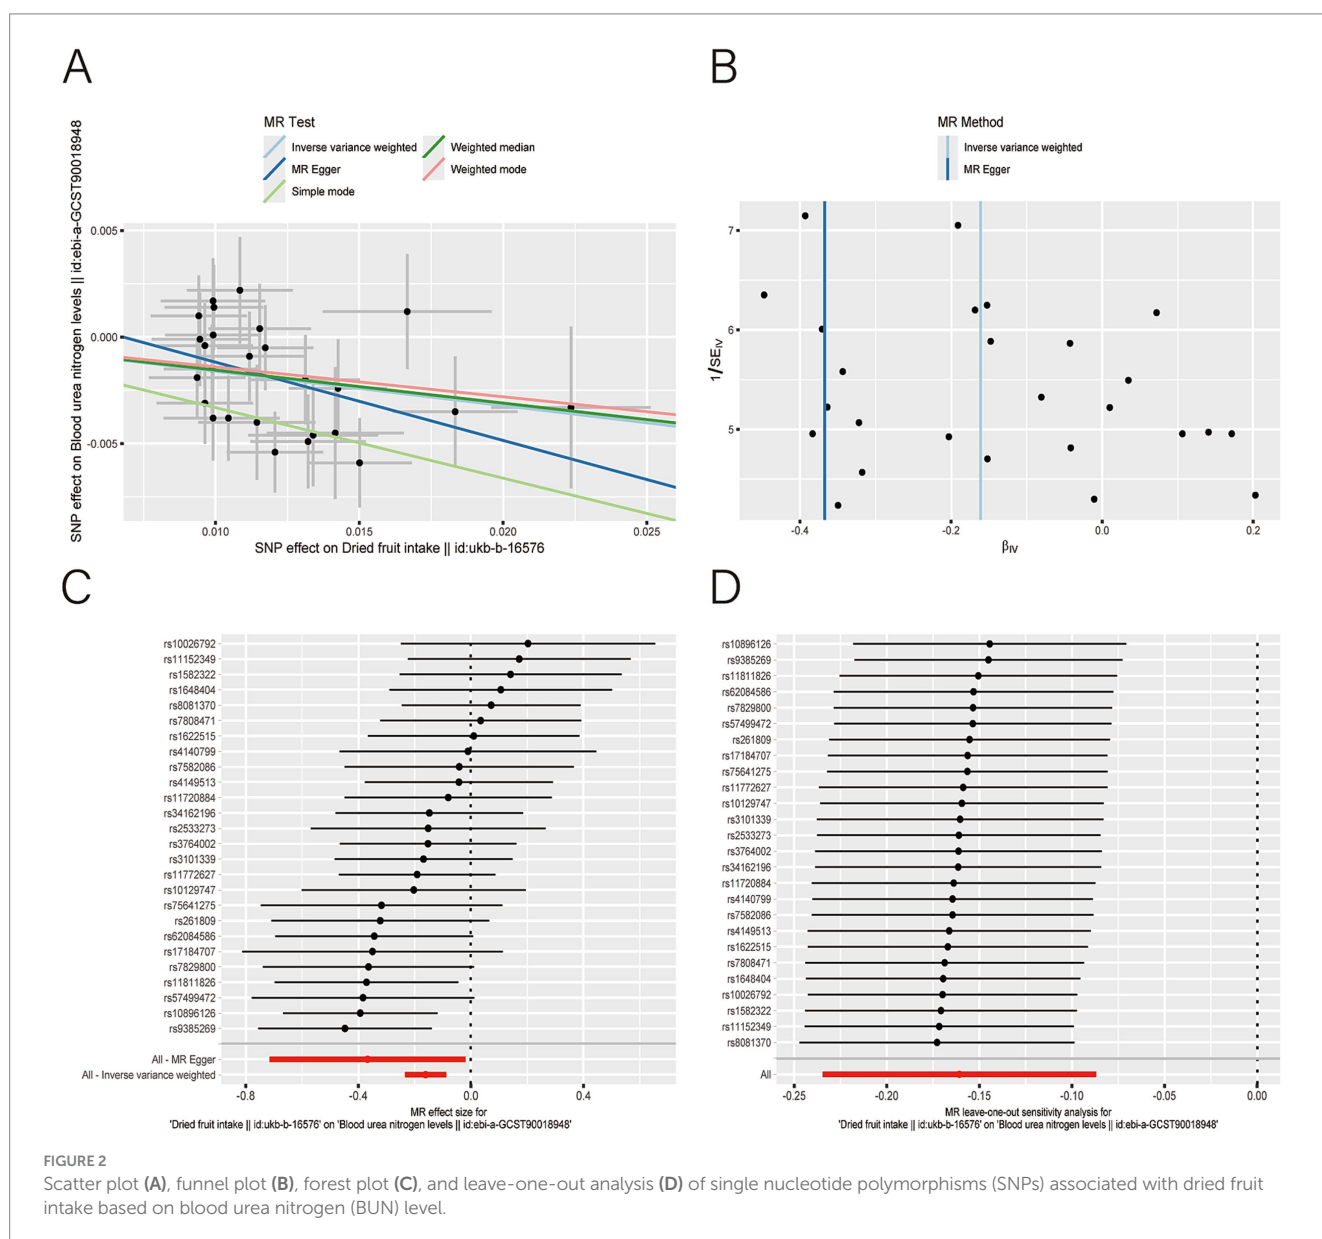 A
MR Test
Inverse variance weighted
Weighted median
MR Egger
Weighted mode
Simple mode
SNP effect on Blood urea nitrogen levels || id:ebi-a-GCST90018948
0.005
0.000
-0.005
0.010
0.015
0.020
0.025
SNP effect on Dried fruit intake || id:ukb-b-16576
B
MR Method
Inverse variance weighted
MR Egger
1/SEIV
7
6
5
-0.4
-0.2
0.0
0.2
βIV
C
rs10026792
rs11152349
rs1582322
rs1648404
rs8081370
rs7808471
rs1622515
rs4140799
rs7582086
rs4149513
rs11720884
rs34162196
rs2533273
rs3764002
rs3101339
rs11772627
rs10129747
rs75641275
rs261809
rs62084586
rs17184707
rs7829800
rs11811826
rs57499472
rs10896126
rs9385269
All - MR Egger
All - Inverse variance weighted
-0.8
-0.4
0.0
0.4
MR effect size for
'Dried fruit intake || id:ukb-b-16576' on 'Blood urea nitrogen levels || id:ebi-a-GCST90018948'
D
rs10896126
rs9385269
rs11811826
rs62084586
rs7829800
rs57499472
rs261809
rs17184707
rs75641275
rs11772627
rs10129747
rs3101339
rs2533273
rs3764002
rs34162196
rs11720884
rs4140799
rs7582086
rs4149513
rs1622515
rs7808471
rs1648404
rs10026792
rs1582322
rs11152349
rs8081370
All
-0.25
-0.20
-0.15
-0.10
-0.05
0.00
MR leave-one-out sensitivity analysis for
'Dried fruit intake || id:ukb-b-16576' on 'Blood urea nitrogen levels || id:ebi-a-GCST90018948'
FIGURE 2
Scatter plot (A), funnel plot (B), forest plot (C), and leave-one-out analysis (D) of single nucleotide polymorphisms (SNPs) associated with dried fruit
intake based on blood urea nitrogen (BUN) level.